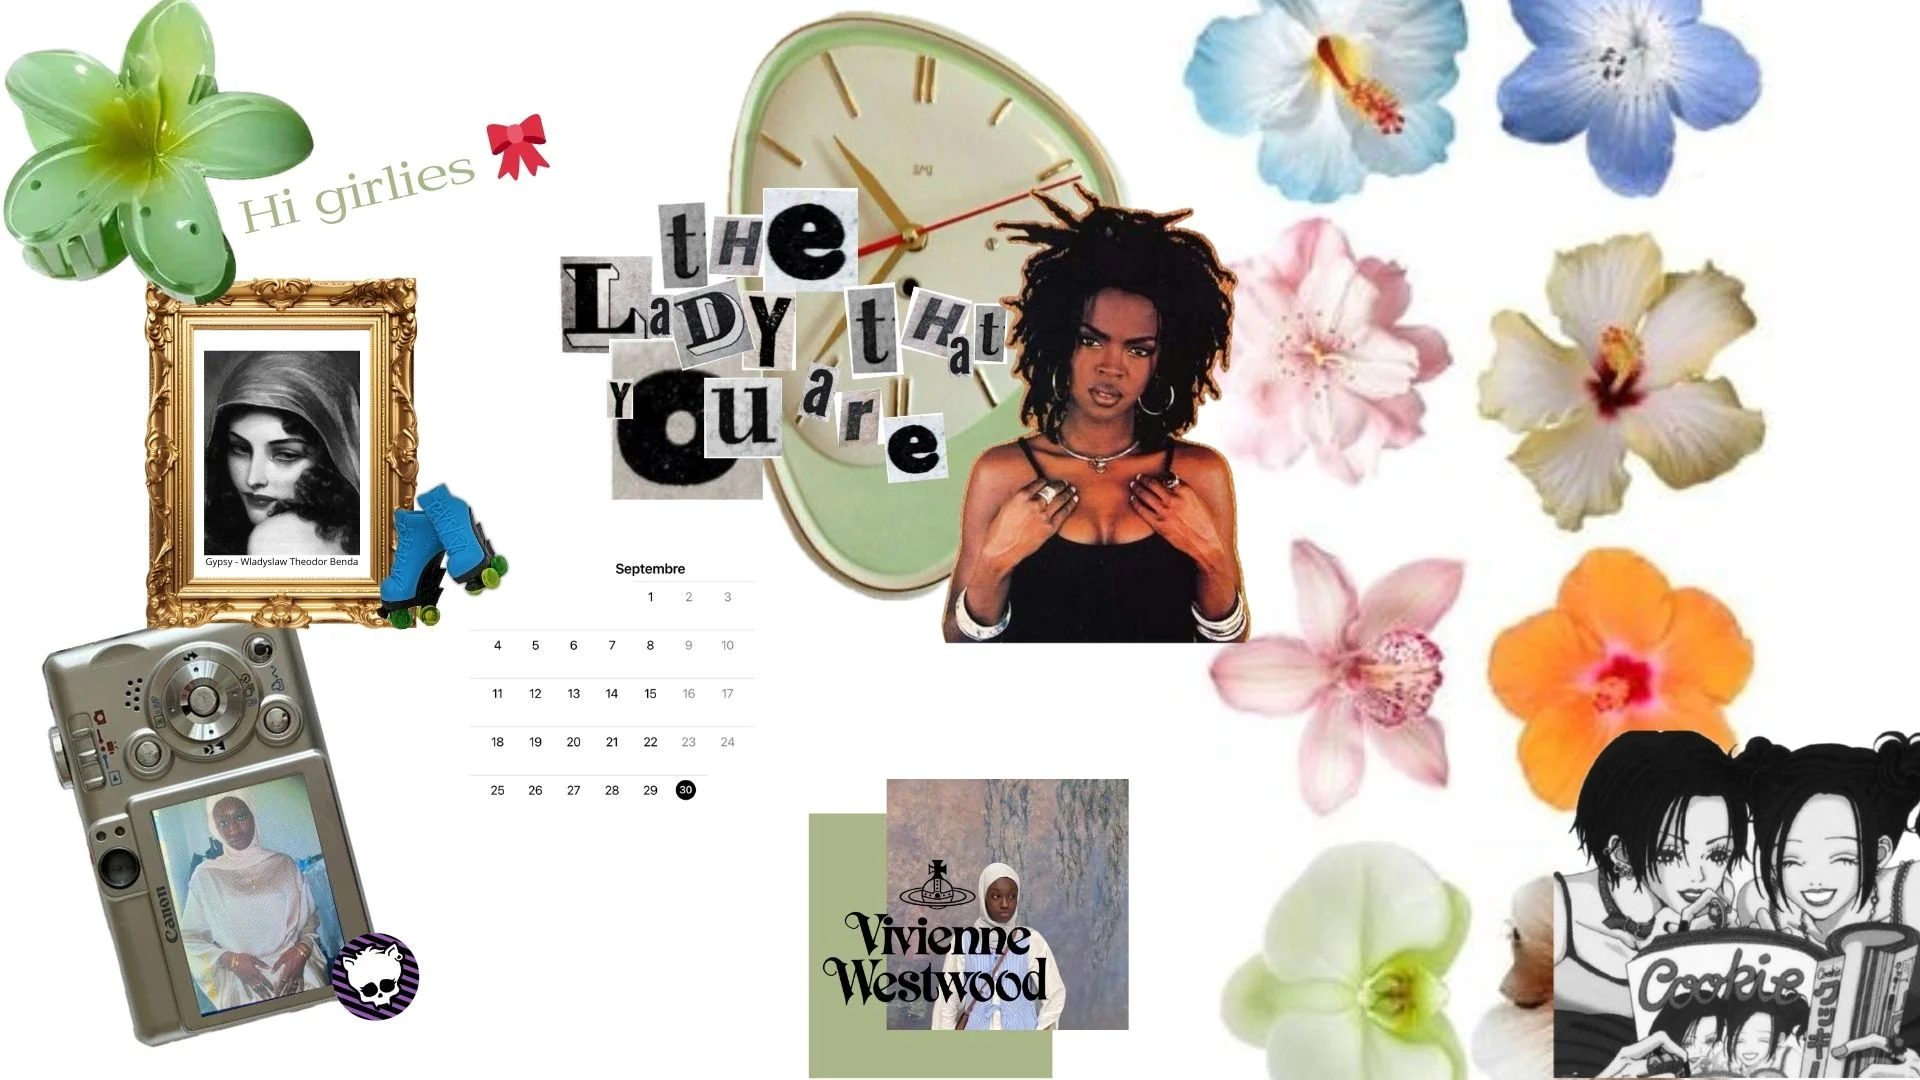 Hi girlies
the
LaDY tHat
YOu are
Gypsy - Wladyslaw Theodor Benda
Septembre
1 2 3
4 5 6 7 8 9 10
11 12 13 14 15 16 17
18 19 20 21 22 23 24
25 26 27 28 29 30
Canon
Vivienne
Westwood
Cookie